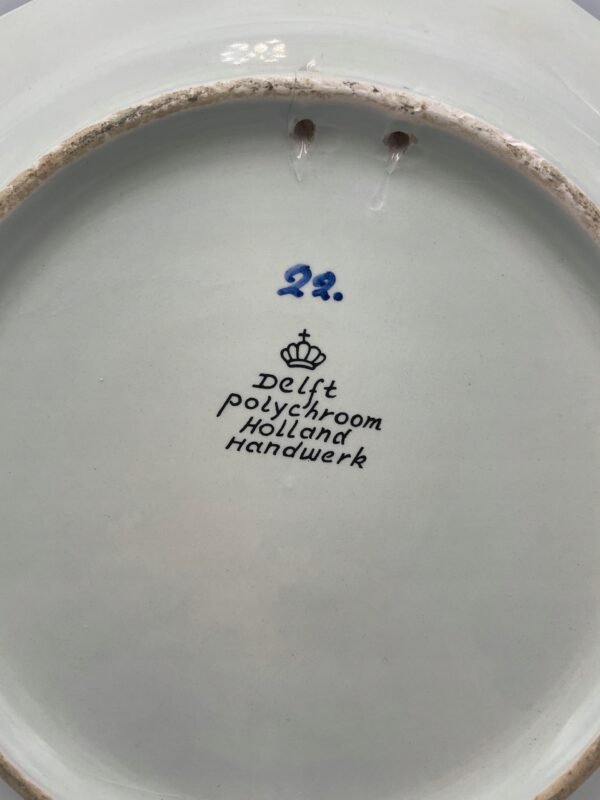 22.
Delft
polychroom
Holland
Handwerk